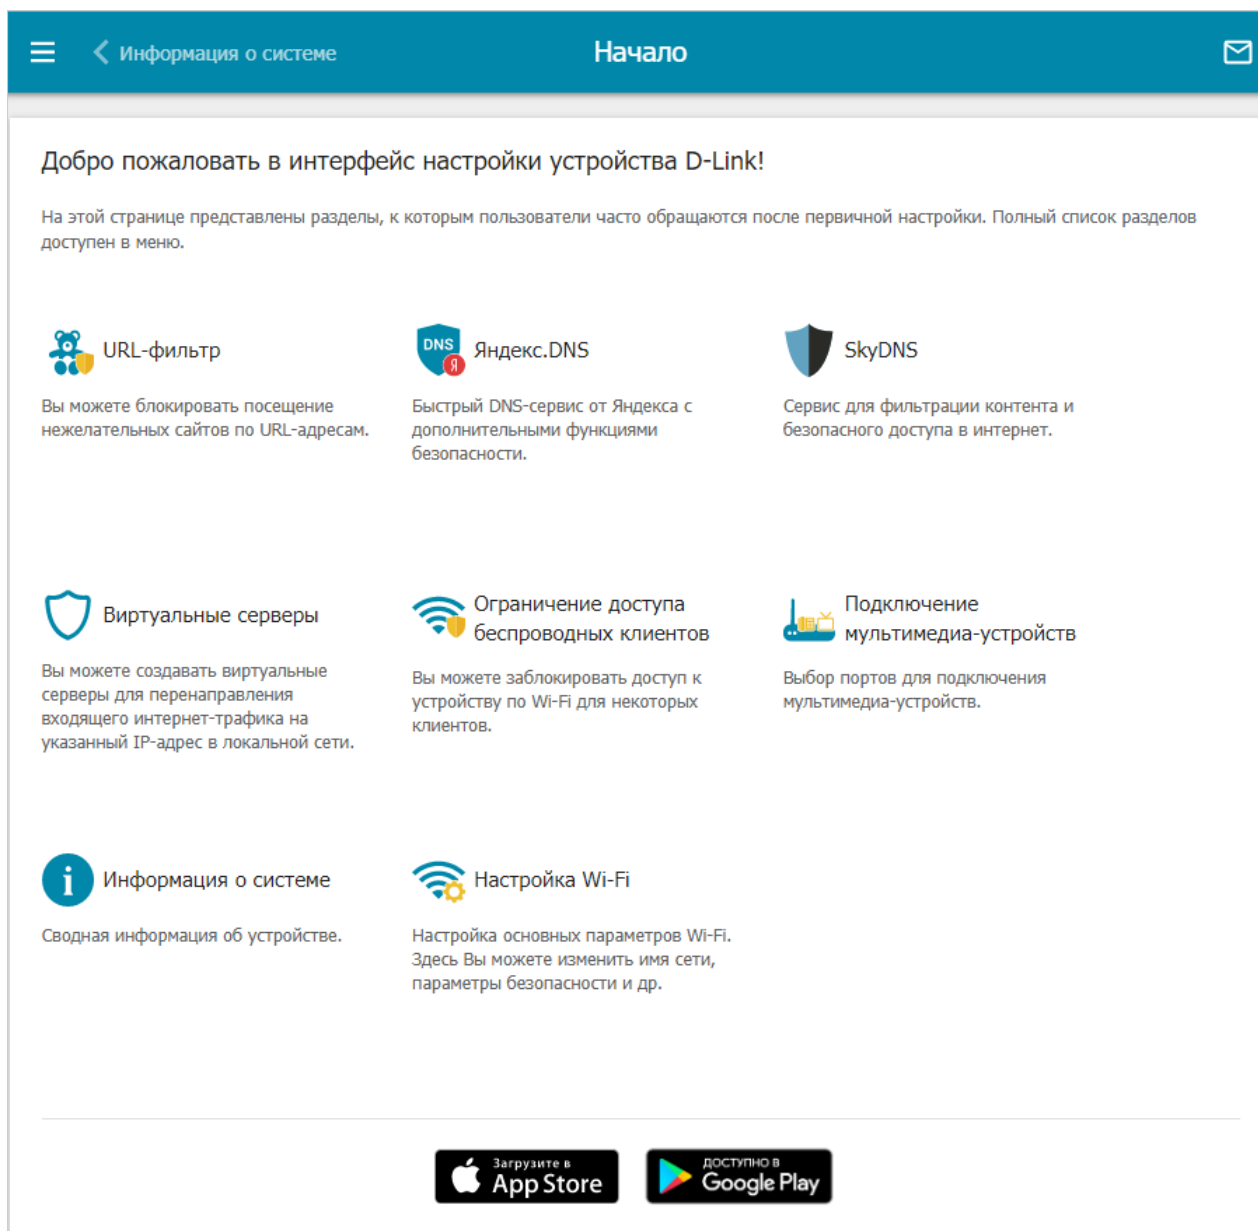 Информация о системе
Начало
Добро пожаловать в интерфейс настройки устройства D-Link!
На этой странице представлены разделы, к которым пользователи часто обращаются после первичной настройки. Полный список разделов
доступен в меню.
URL-фильтр
Вы можете блокировать посещение
нежелательных сайтов по URL-адресам.
DNS
Я
Яндекс.DNS
Быстрый DNS-сервис от Яндекса с
дополнительными функциями
безопасности.
SkyDNS
Сервис для фильтрации контента и
безопасного доступа в интернет.
Виртуальные серверы
Вы можете создавать виртуальные
серверы для перенаправления
входящего интернет-трафика на
указанный IP-адрес в локальной сети.
Ограничение доступа
беспроводных клиентов
Вы можете заблокировать доступ к
устройству по Wi-Fi для некоторых
клиентов.
Подключение
мультимедиа-устройств
Выбор портов для подключения
мультимедиа-устройств.
i
Информация о системе
Сводная информация об устройстве.
Настройка Wi-Fi
Настройка основных параметров Wi-Fi.
Здесь Вы можете изменить имя сети,
параметры безопасности и др.
Загрузите в
App Store
ДОСТУПНО В
Google Play